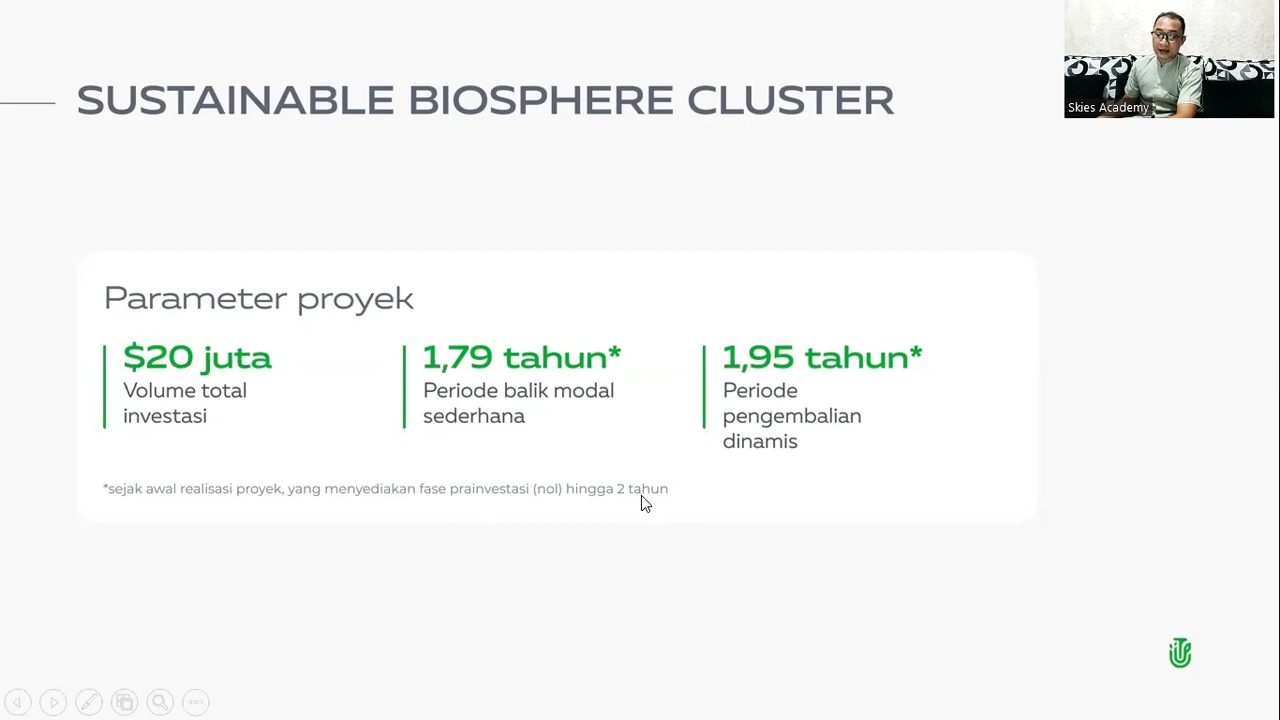 SUSTAINABLE BIOSPHERE CLUSTER
Skies Academy
Parameter proyek
$20 juta
Volume total
investasi
1,79 tahun*
Periode balik modal
sederhana
1,95 tahun*
Periode
pengembalian
dinamis
*sejak awal realisasi proyek, yang menyediakan fase prainvestasi (nol) hingga 2 tahun